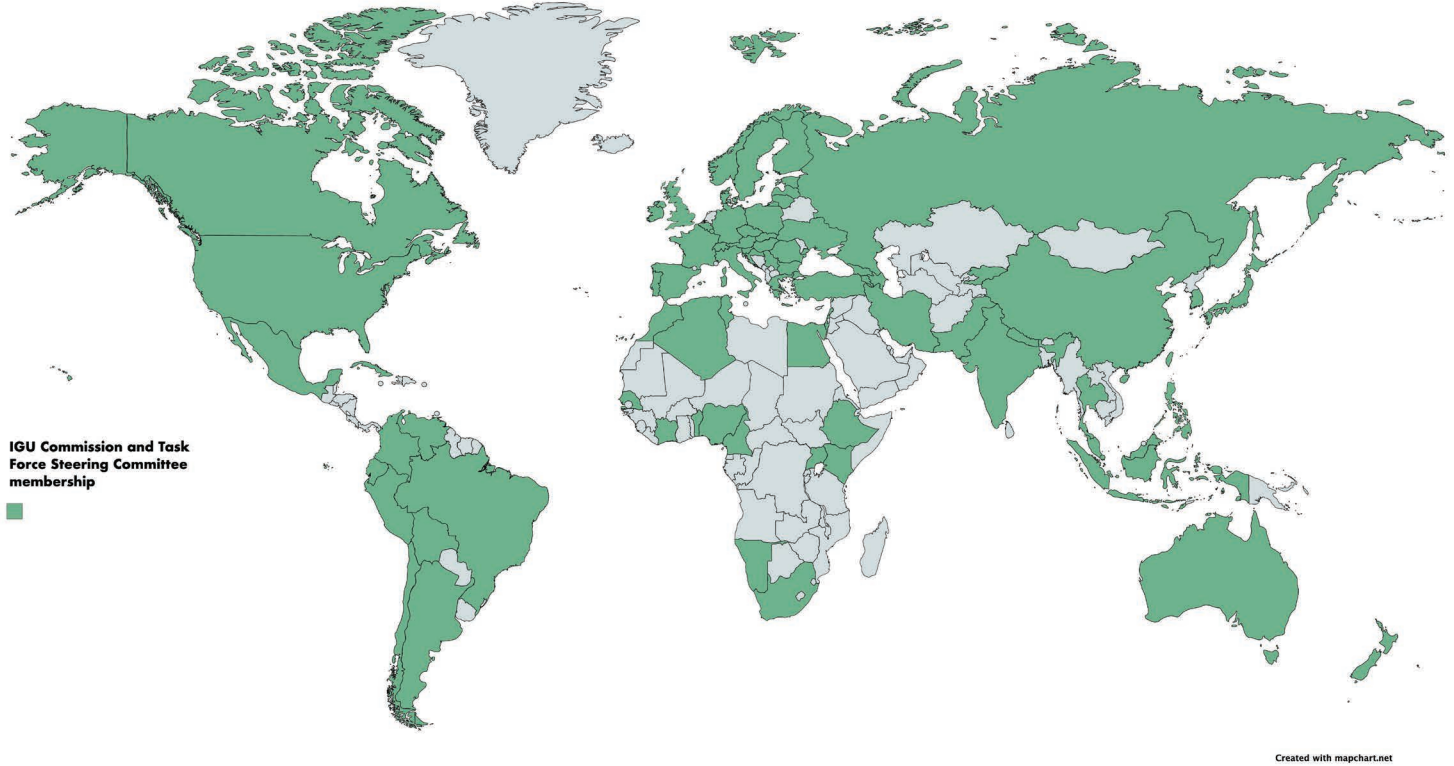 IGU Commission and Task
Force Steering Committee
membership
Created with mapchart.net